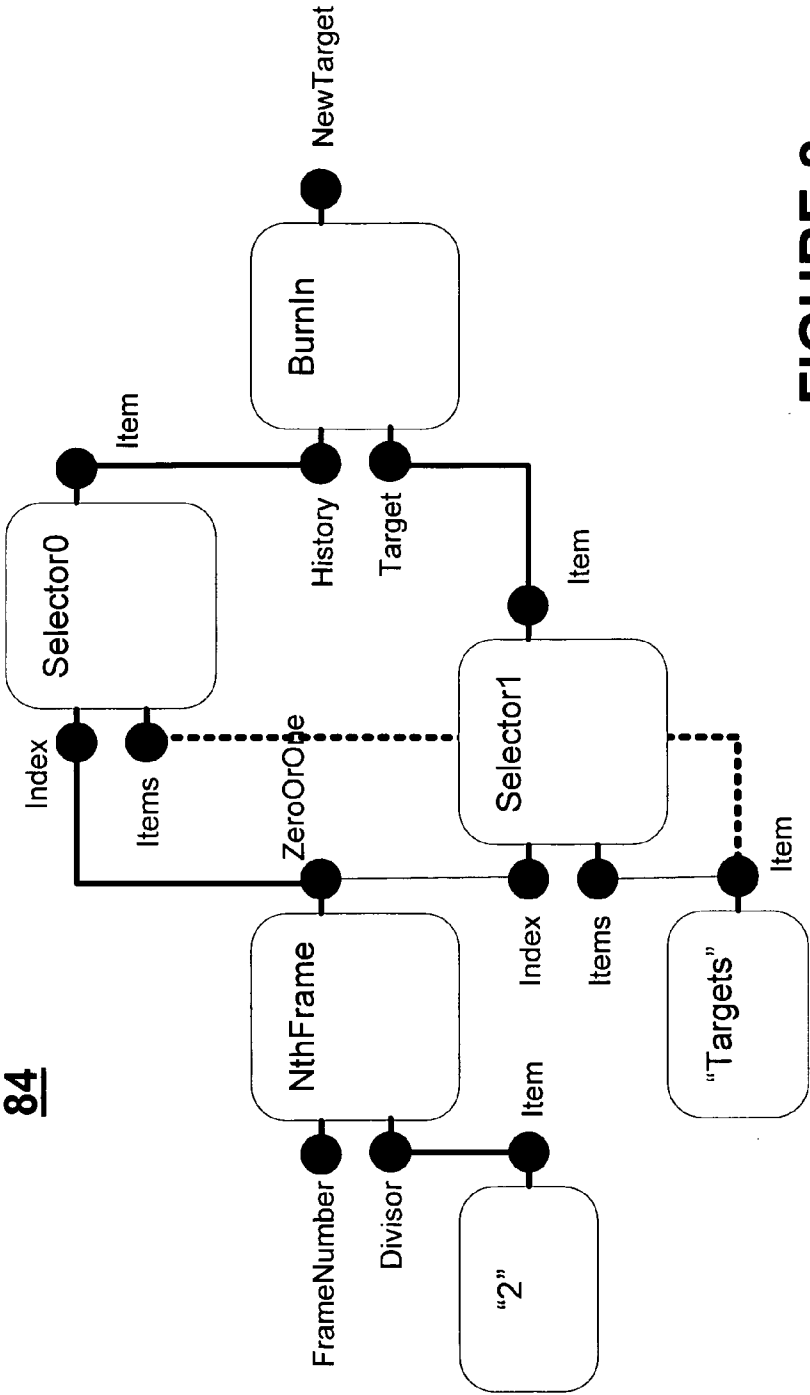 84
FrameNumber
Divisor
"2"
Item
NthFrame
ZeroOrOne
"Targets"
Item
Index
Items
Selector0
Item
Index
Items
Selector1
Item
History
Target
BurnIn
NewTarget
FIGURE